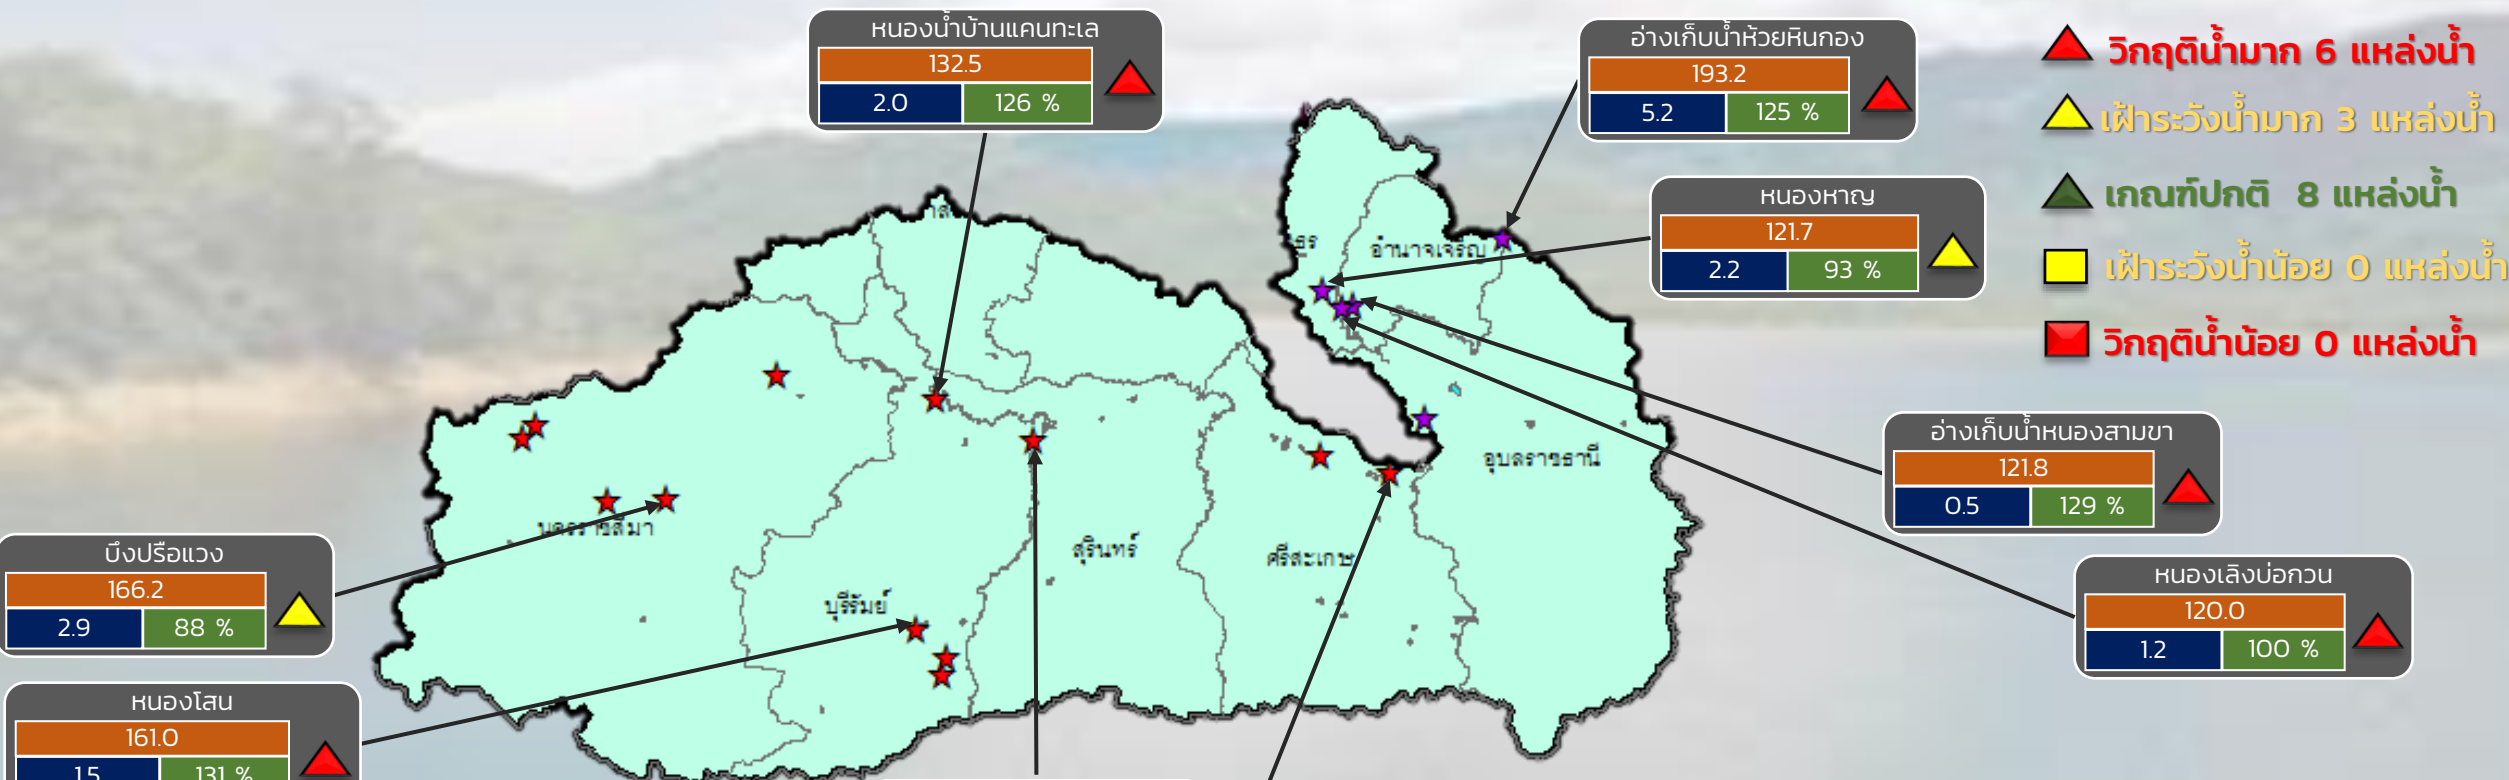 หนองน้ำบ้านแคนทะเล
132.5
2.0 126 %
อ่างเก็บน้ำห้วยหินกอง
193.2
5.2 125 %
วิกฤติน้ำมาก 6 แหล่งน้ำ
เฝ้าระวังน้ำมาก 3 แหล่งน้ำ
เกณฑ์ปกติ 8 แหล่งน้ำ
เฝ้าระวังน้ำน้อย 0 แหล่งน้ำ
วิกฤติน้ำน้อย 0 แหล่งน้ำ
หนองหาญ
121.7
2.2 93 %
อำนาจเจริญ
อุบลราชธานี
อ่างเก็บน้ำหนองสามขา
121.8
0.5 129 %
นครราชสีมา
สุรินทร์
ศรีสะเกษ
บุรีรัมย์
บึงปรือแวง
166.2
2.9 88 %
หนองเลิงบ่อกวน
120.0
1.2 100 %
หนองโสน
161.0
1.5 131 %